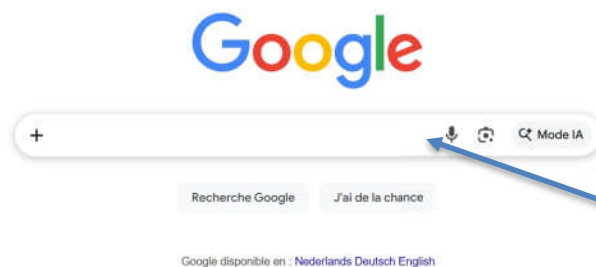 Google
+ Mode IA
Recherche Google J'ai de la chance
Google disponible en : Nederlands Deutsch English